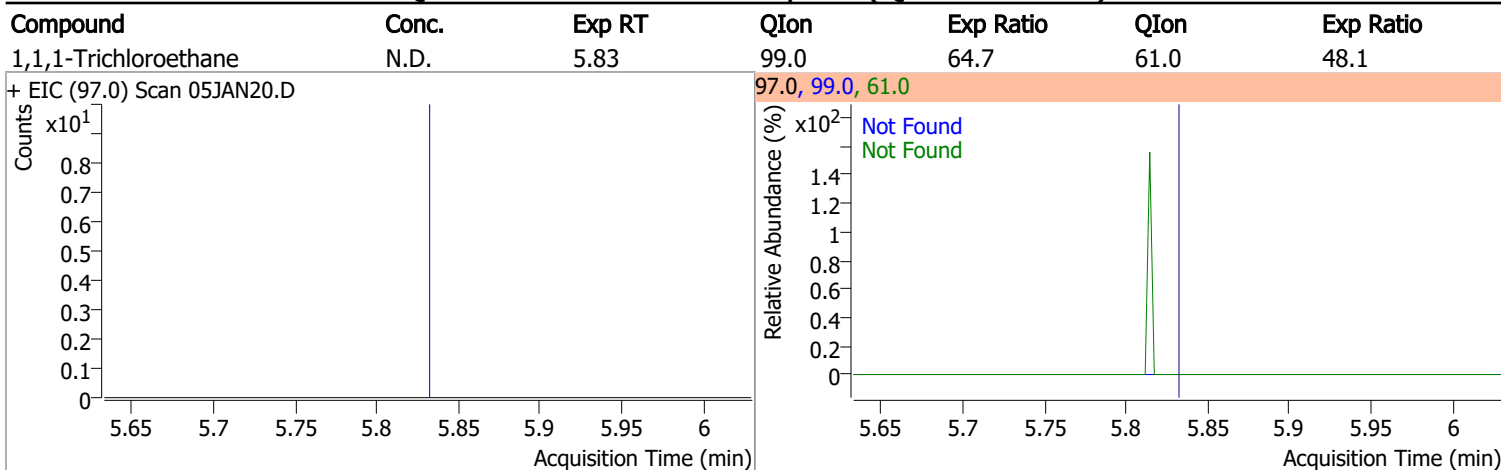 Compound Conc. Exp RT QIon Exp Ratio QIon Exp Ratio
1,1,1-Trichloroethane N.D. 5.83 99.0 64.7 61.0 48.1
+ EIC (97.0) Scan 05JAN20.D
Counts
x10¹
0.8
0.7
0.6
0.5
0.4
0.3
0.2
0.1
0
5.65 5.7 5.75 5.8 5.85 5.9 5.95 6
Acquisition Time (min)
97.0, 99.0, 61.0
Relative Abundance (%)
x10²
Not Found
Not Found
1.4
1.2
1
0.8
0.6
0.4
0.2
0
5.65 5.7 5.75 5.8 5.85 5.9 5.95 6
Acquisition Time (min)